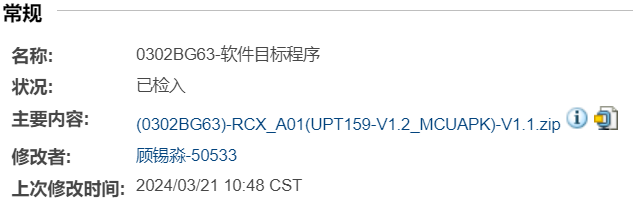 常规
名称: 0302BG63-软件目标程序
状况: 已检入
主要内容: (0302BG63)-RCX_A01(UPT159-V1.2_MCUAPK)-V1.1.zip
修改者: 顾锡淼-50533
上次修改时间: 2024/03/21 10:48 CST